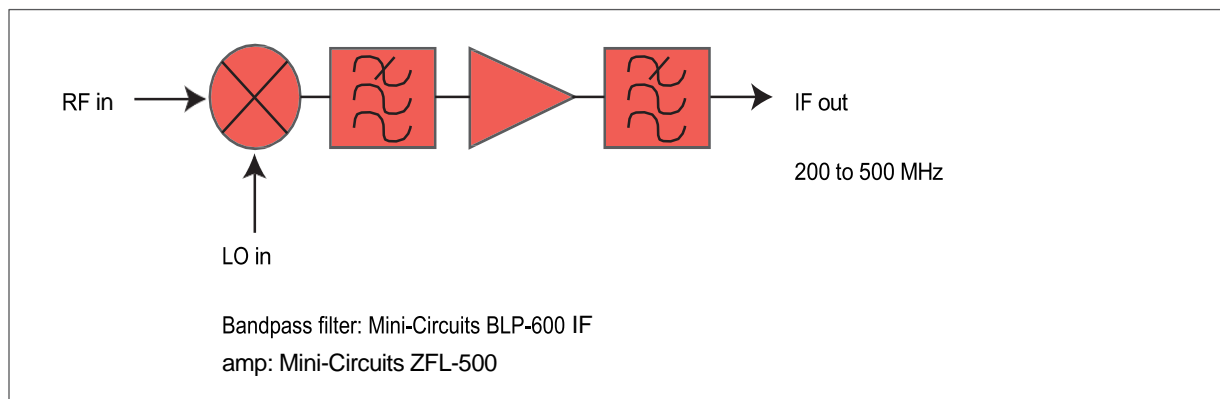 RF in
IF out
200 to 500 MHz
LO in
Bandpass filter: Mini-Circuits BLP-600 IF
amp: Mini-Circuits ZFL-500